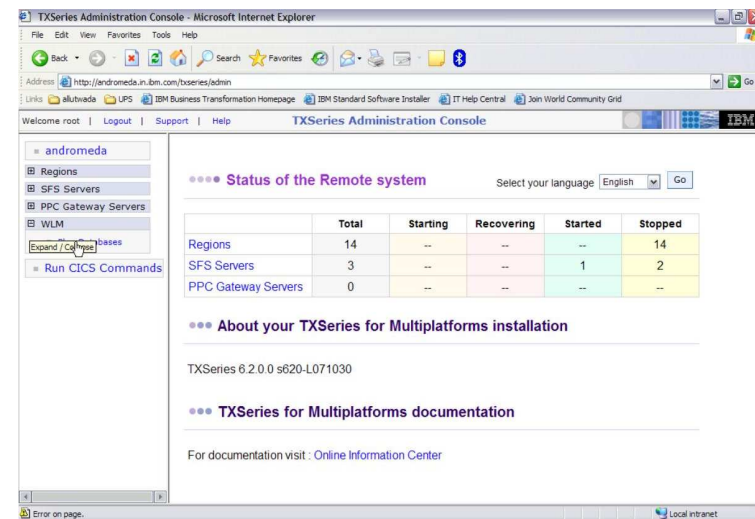 TXSeries Administration Console - Microsoft Internet Explorer
File Edit View Favorites Tools Help
Back Search Favorites
Address http://andromeda.in.ibm.com/txseries/admin Go
Links allutwada UPS IBM Business Transformation Homepage IBM Standard Software Installer IT Help Central Join World Community Grid
Welcome root | Logout | Support | Help TXSeries Administration Console IBM
andromeda
Regions
SFS Servers
PPC Gateway Servers
WLM
Expand / Collapse
Run CICS Commands
Status of the Remote system
Select your language English Go
Total Starting Recovering Started Stopped
Regions 14 -- -- -- 14
SFS Servers 3 -- -- 1 2
PPC Gateway Servers 0 -- -- -- --
About your TXSeries for Multiplatforms installation
TXSeries 6.2.0.0 s620-L071030
TXSeries for Multiplatforms documentation
For documentation visit : Online Information Center
Error on page. Local intranet